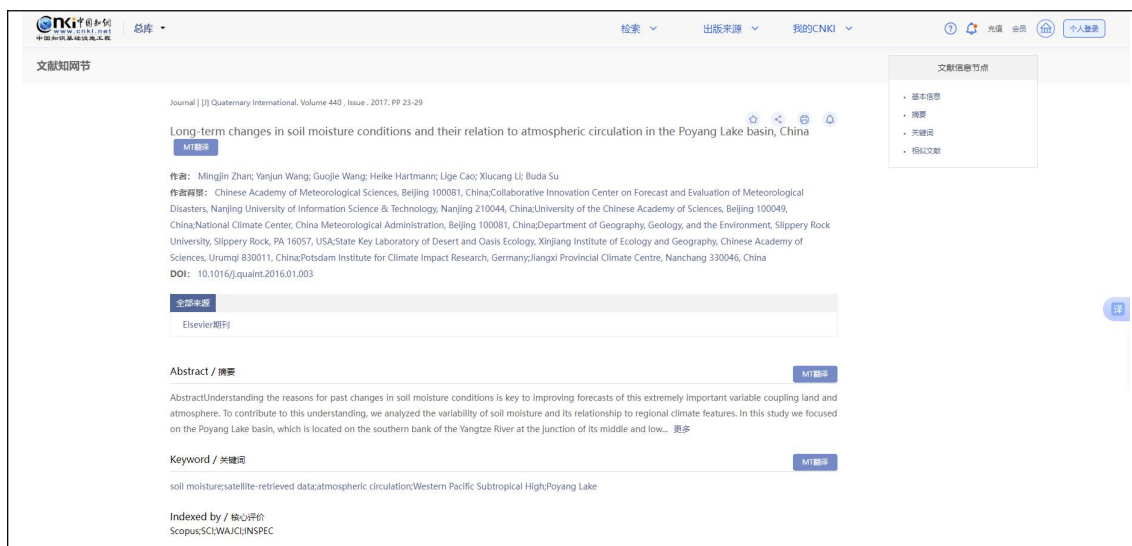 CNKI中国知网
www.cnki.net
中国知识基础设施工程
总库
检索
出版来源
我的CNKI
充值
会员
个人登录
文献知网节
文献信息节点
基本信息
摘要
关键词
相似文献
Journal | [J] Quaternary International. Volume 440 , Issue . 2017. PP 23-29
Long-term changes in soil moisture conditions and their relation to atmospheric circulation in the Poyang Lake basin, China
MT翻译
作者: Mingjin Zhan; Yanjun Wang; Guojie Wang; Heike Hartmann; Lige Cao; Xiucang Li; Buda Su
作者背景: Chinese Academy of Meteorological Sciences, Beijing 100081, China;Collaborative Innovation Center on Forecast and Evaluation of Meteorological
Disasters, Nanjing University of Information Science & Technology, Nanjing 210044, China;University of the Chinese Academy of Sciences, Beijing 100049,
China;National Climate Center, China Meteorological Administration, Beijing 100081, China;Department of Geography, Geology, and the Environment, Slippery Rock
University, Slippery Rock, PA 16057, USA;State Key Laboratory of Desert and Oasis Ecology, Xinjiang Institute of Ecology and Geography, Chinese Academy of
Sciences, Urumqi 830011, China;Potsdam Institute for Climate Impact Research, Germany;Jiangxi Provincial Climate Centre, Nanchang 330046, China
DOI: 10.1016/j.quaint.2016.01.003
全部来源
Elsevier期刊
译
Abstract / 摘要
MT翻译
AbstractUnderstanding the reasons for past changes in soil moisture conditions is key to improving forecasts of this extremely important variable coupling land and
atmosphere. To contribute to this understanding, we analyzed the variability of soil moisture and its relationship to regional climate features. In this study we focused
on the Poyang Lake basin, which is located on the southern bank of the Yangtze River at the junction of its middle and low... 更多
Keyword / 关键词
MT翻译
soil moisture;satellite-retrieved data;atmospheric circulation;Western Pacific Subtropical High;Poyang Lake
Indexed by / 核心评价
Scopus;SCI;WAJCI;INSPEC